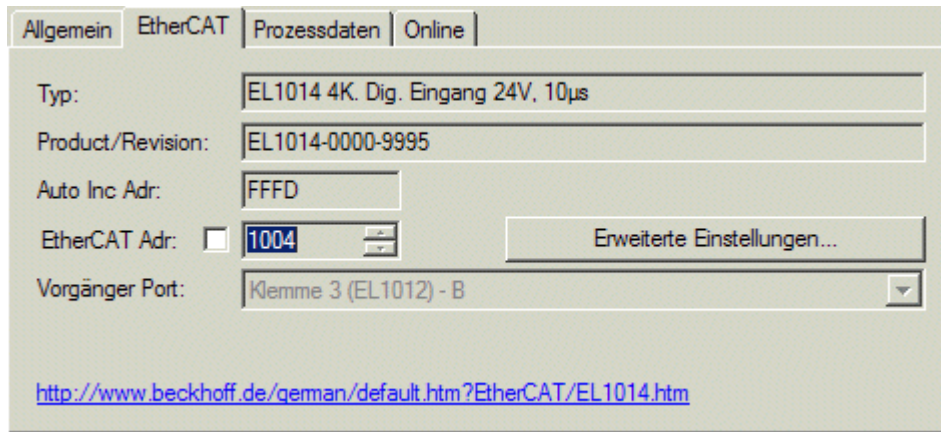 Allgemein EtherCAT Prozessdaten Online
Typ: EL1014 4K. Dig. Eingang 24V, 10µs
Product/Revision: EL1014-0000-9995
Auto Inc Adr: FFFD
EtherCAT Adr: 1004 Erweiterte Einstellungen...
Vorgänger Port: Klemme 3 (EL1012) - B
http://www.beckhoff.de/german/default.htm?EtherCAT/EL1014.htm